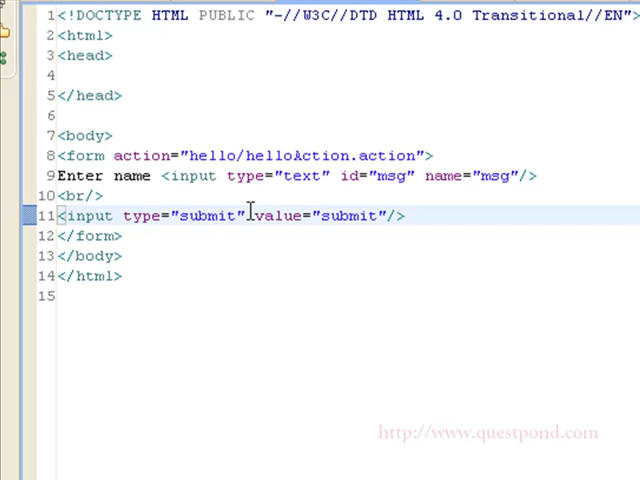 1 <!DOCTYPE HTML PUBLIC "-//W3C//DTD HTML 4.0 Transitional//EN">
2 <html>
3 <head>
4
5 </head>
6
7 <body>
8 <form action="hello/helloAction.action">
9 Enter name <input type="text" id="msg" name="msg"/>
10 <br/>
11 <input type="submit" value="submit"/>
12 </form>
13 </body>
14 </html>
15
http://www.questpond.com